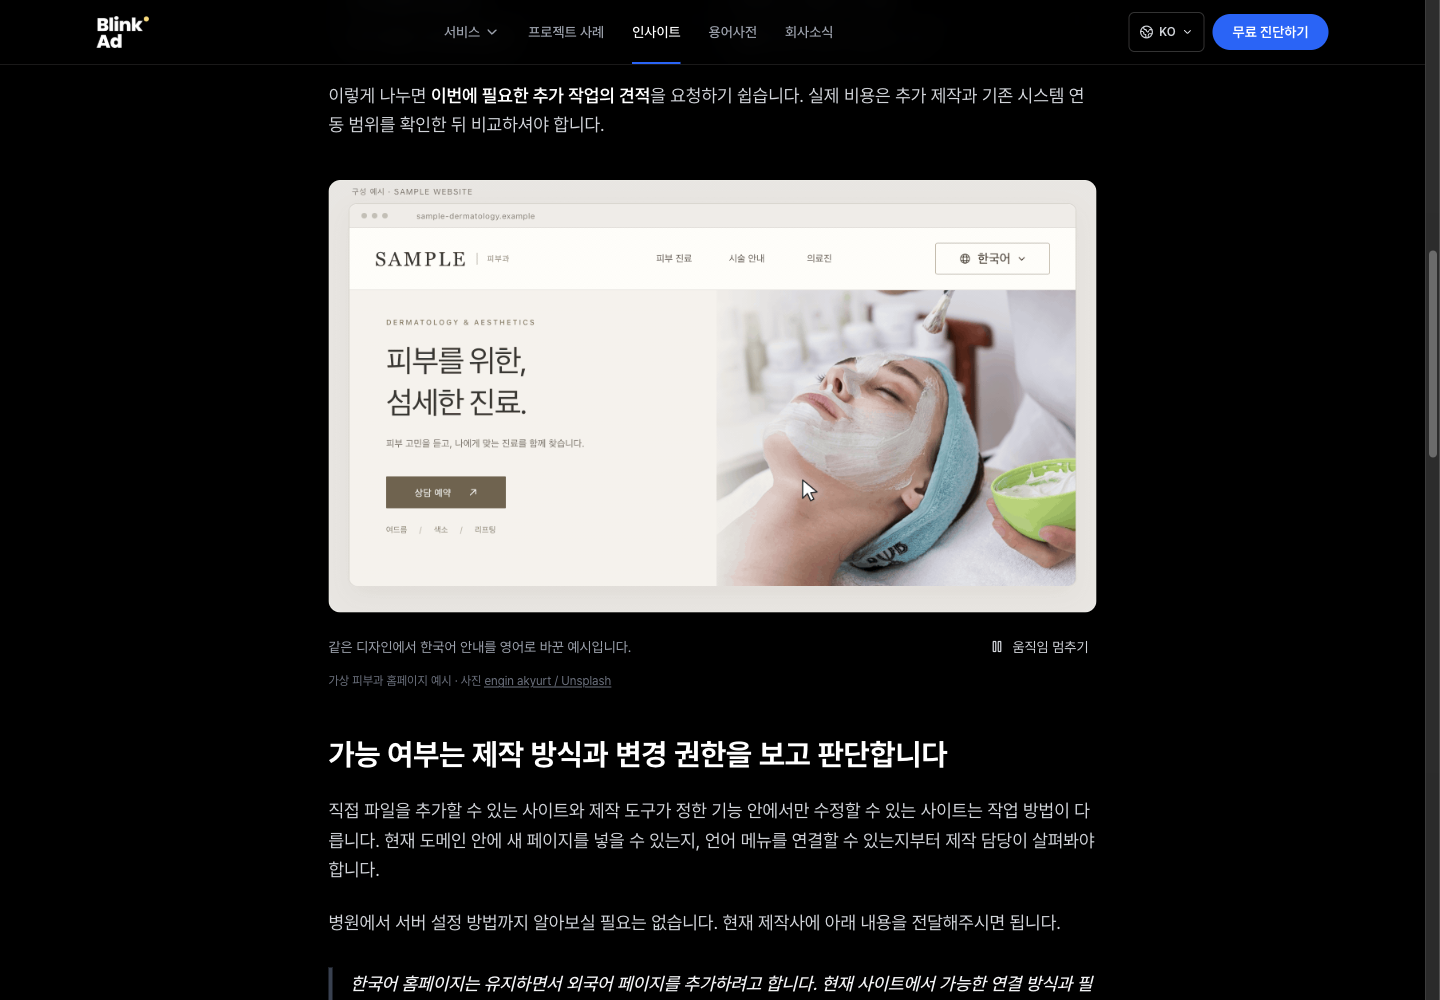 Blink Ad
서비스
프로젝트 사례
인사이트
용어사전
회사소식
KO
무료 진단하기
이렇게 나누면 이번에 필요한 추가 작업의 견적을 요청하기 쉽습니다. 실제 비용은 추가 제작과 기존 시스템 연
동 범위를 확인한 뒤 비교하셔야 합니다.
구성 예시 · SAMPLE WEBSITE
sample-dermatology.example
SAMPLE | 피부과
피부 진료
시술 안내
의료진
한국어
DERMATOLOGY & AESTHETICS
피부를 위한,
섬세한 진료.
피부 고민을 듣고, 나에게 맞는 진료를 함께 찾습니다.
상담 예약
여드름 / 색소 / 리프팅
같은 디자인에서 한국어 안내를 영어로 바꾼 예시입니다.
움직임 멈추기
가상 피부과 홈페이지 예시 · 사진 engin akyurt / Unsplash
가능 여부는 제작 방식과 변경 권한을 보고 판단합니다
직접 파일을 추가할 수 있는 사이트와 제작 도구가 정한 기능 안에서만 수정할 수 있는 사이트는 작업 방법이 다
릅니다. 현재 도메인 안에 새 페이지를 넣을 수 있는지, 언어 메뉴를 연결할 수 있는지부터 제작 담당이 살펴봐야
합니다.
병원에서 서버 설정 방법까지 알아보실 필요는 없습니다. 현재 제작사에 아래 내용을 전달해주시면 됩니다.
한국어 홈페이지는 유지하면서 외국어 페이지를 추가하려고 합니다. 현재 사이트에서 가능한 연결 방식과 필